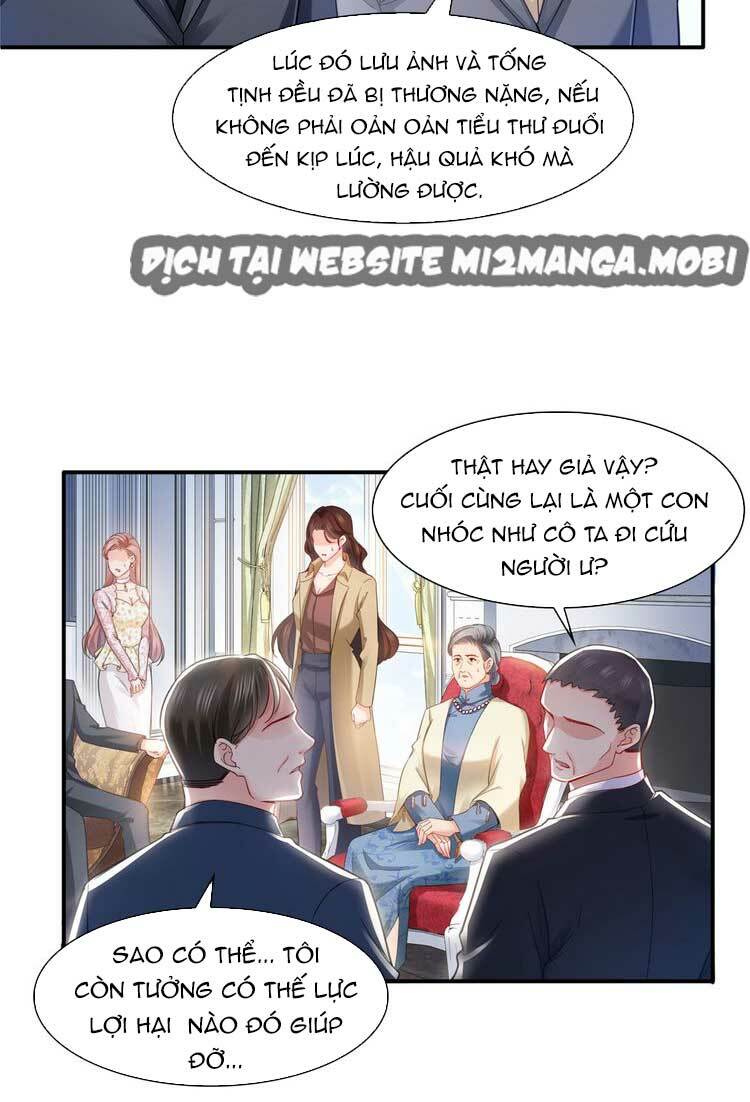 LÚC ĐÓ LƯU ẢNH VÀ TỐNG
TỊNH ĐỀU ĐÃ BỊ THƯƠNG NẶNG, NẾU
KHÔNG PHẢI OẢN OẢN TIỂU THƯ ĐUỔI
ĐẾN KỊP LÚC, HẬU QUẢ KHÓ MÀ
LƯỜNG ĐƯỢC.
DỊCH TẠI WEBSITE MI2MANGA.MOBI
THẬT HAY GIẢ VẬY?
CUỐI CÙNG LẠI LÀ MỘT CON
NHÓC NHƯ CÔ TA ĐI CỨU
NGƯỜI Ư?
SAO CÓ THỂ... TÔI
CÒN TƯỞNG CÓ THẾ LỰC
LỢI HẠI NÀO ĐÓ GIÚP
ĐỠ...